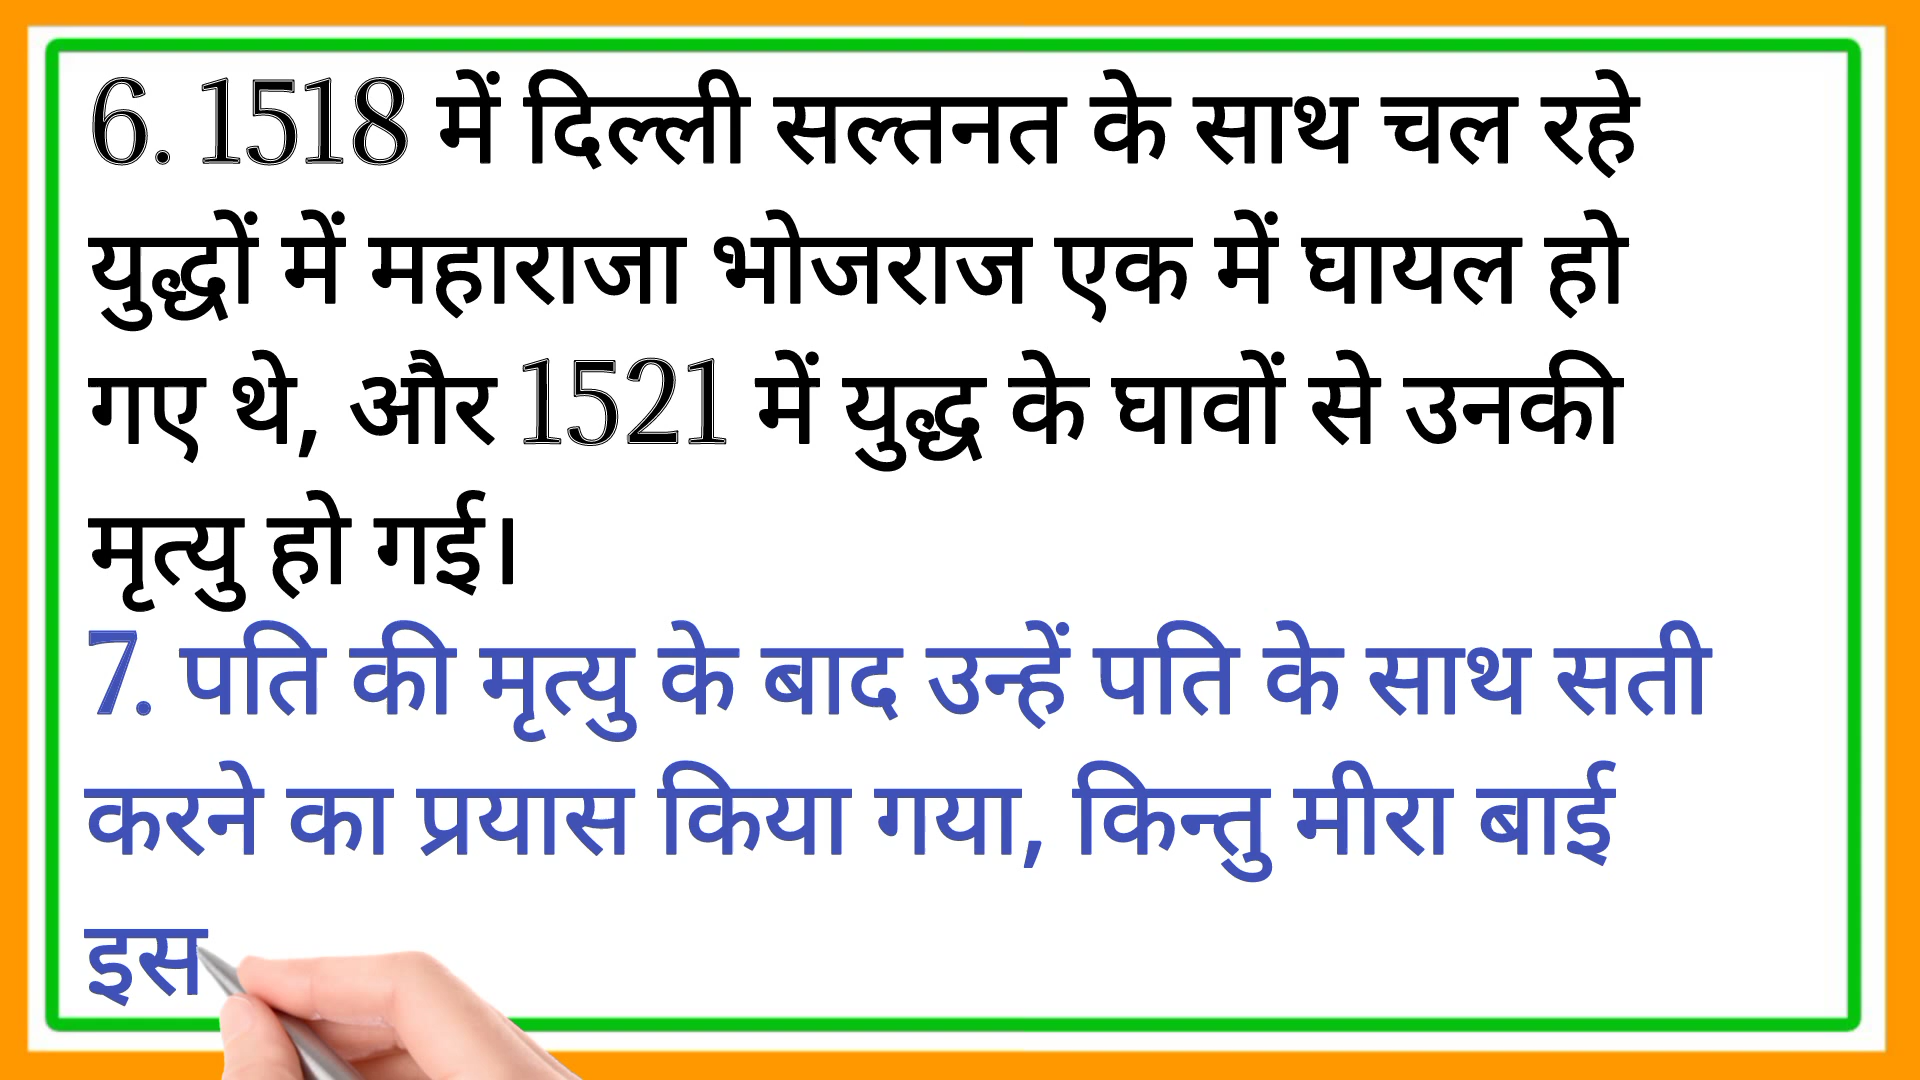 6. 1518 में दिल्ली सल्तनत के साथ चल रहे
युद्धों में महाराजा भोजराज एक में घायल हो
गए थे, और 1521 में युद्ध के घावों से उनकी
मृत्यु हो गई।
7. पति की मृत्यु के बाद उन्हें पति के साथ सती
करने का प्रयास किया गया, किन्तु मीरा बाई
इस